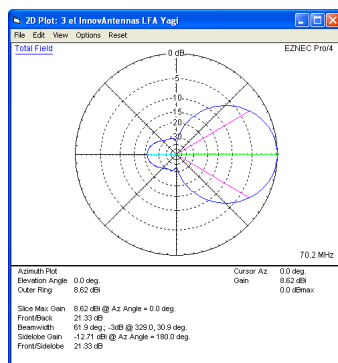 2D Plot: 3 el InnovAntennas LFA Yagi
File Edit View Options Reset
Total Field
EZNEC Pro/4
0 dB
-5
-10
-15
-20
-30
70.2 MHz
Azimuth Plot
Cursor Az 0.0 deg.
Elevation Angle 0.0 deg.
Gain 8.62 dBi
Outer Ring 8.62 dBi
0.0 dBmax
Slice Max Gain 8.62 dBi @ Az Angle = 0.0 deg.
Front/Back 21.33 dB
Beamwidth 61.9 deg.; -3dB @ 329.0, 30.9 deg.
Sidelobe Gain -12.71 dBi @ Az Angle = 180.0 deg.
Front/Sidelobe 21.33 dB